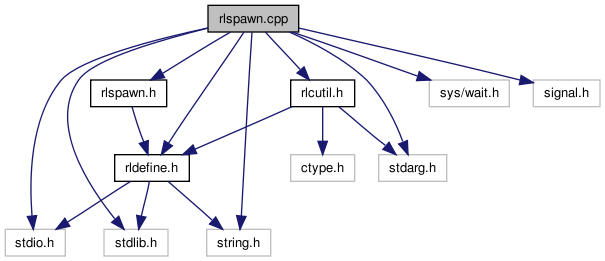 rlspawn.cpp
rlspawn.h
rlcutil.h
sys/wait.h
signal.h
rldefine.h
ctype.h
stdarg.h
stdio.h
stdlib.h
string.h